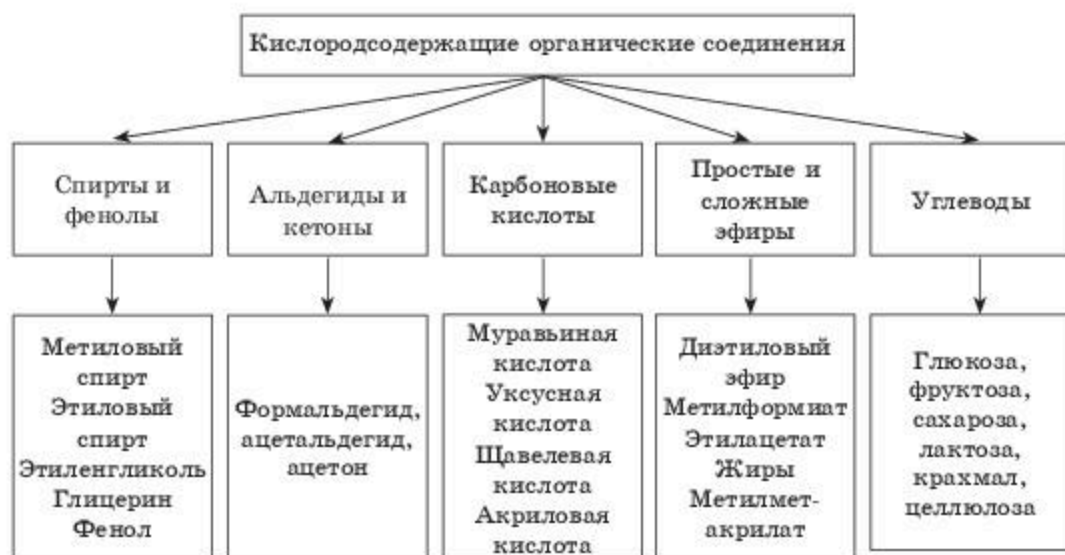 Кислородсодержащие органические соединения
Спирты и
фенолы
Альдегиды и
кетоны
Карбоновые
кислоты
Простые и
сложные
эфиры
Углеводы
Метиловый
спирт
Этиловый
спирт
Этиленгликоль
Глицерин
Фенол
Формальдегид,
ацетальдегид,
ацетон
Муравьиная
кислота
Уксусная
кислота
Щавелевая
кислота
Акриловая
кислота
Диэтиловый
эфир
Метилформиат
Этилацетат
Жиры
Метилмет-
акрилат
Глюкоза,
фруктоза,
сахароза,
лактоза,
крахмал,
целлюлоза